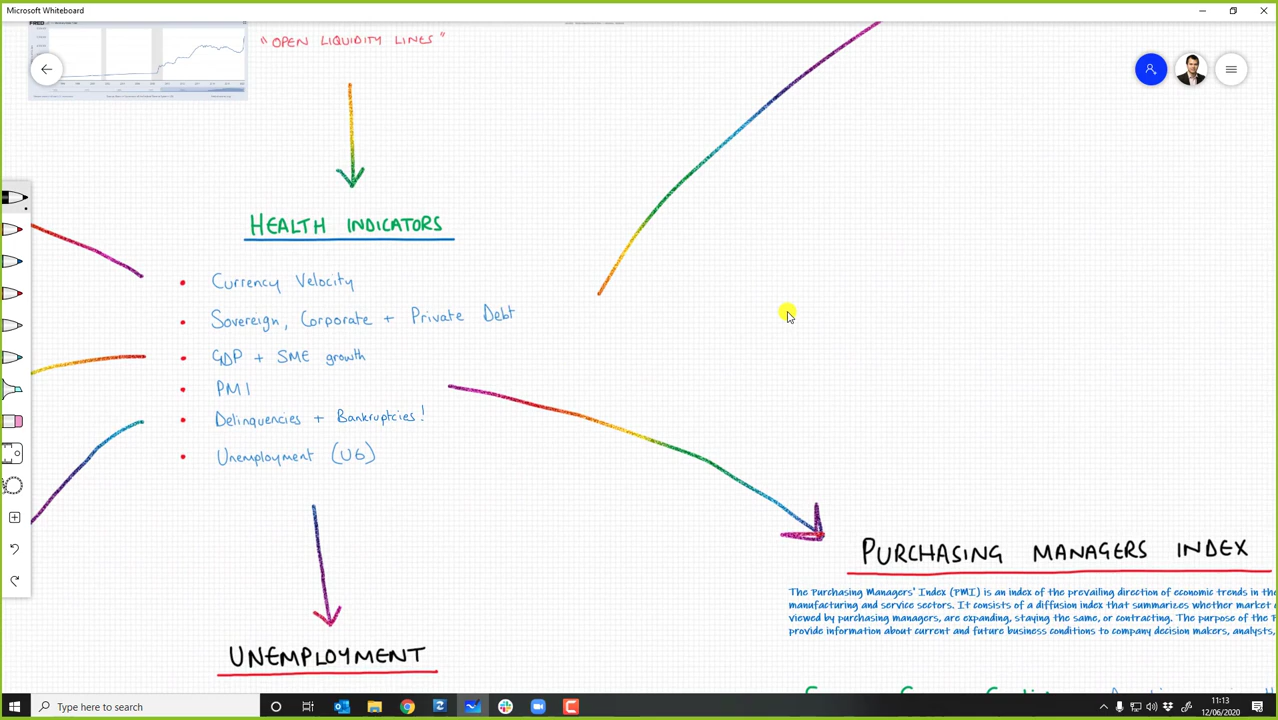 Microsoft Whiteboard
FRED
"OPEN LIQUIDITY LINES"
HEALTH INDICATORS
• Currency Velocity
• Sovereign, Corporate + Private Debt
• GDP + SME growth
• PMI
• Delinquencies + Bankruptcies!
• Unemployment (U6)
PURCHASING MANAGERS INDEX
The Purchasing Managers' Index (PMI) is an index of the prevailing direction of economic trends in the
manufacturing and service sectors. It consists of a diffusion index that summarizes whether market
viewed by purchasing managers, are expanding, staying the same, or contracting. The purpose of the
provide information about current and future business conditions to company decision makers, analysts,
UNEMPLOYMENT
Type here to search
11:13
12/06/2020